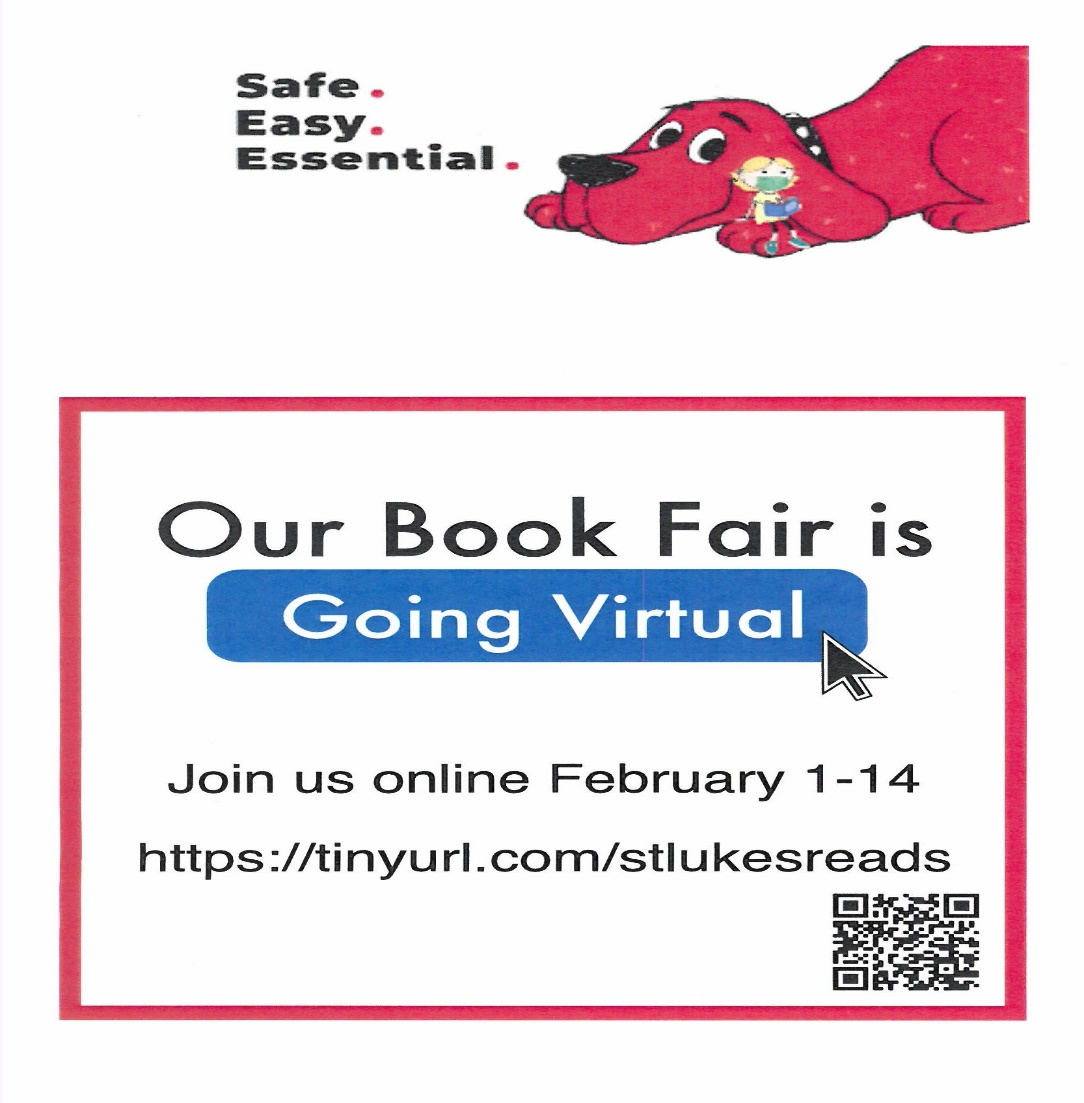 Safe.
Easy.
Essential.
Our Book Fair is
Going Virtual
Join us online February 1-14
https://tinyurl.com/stlukesreads